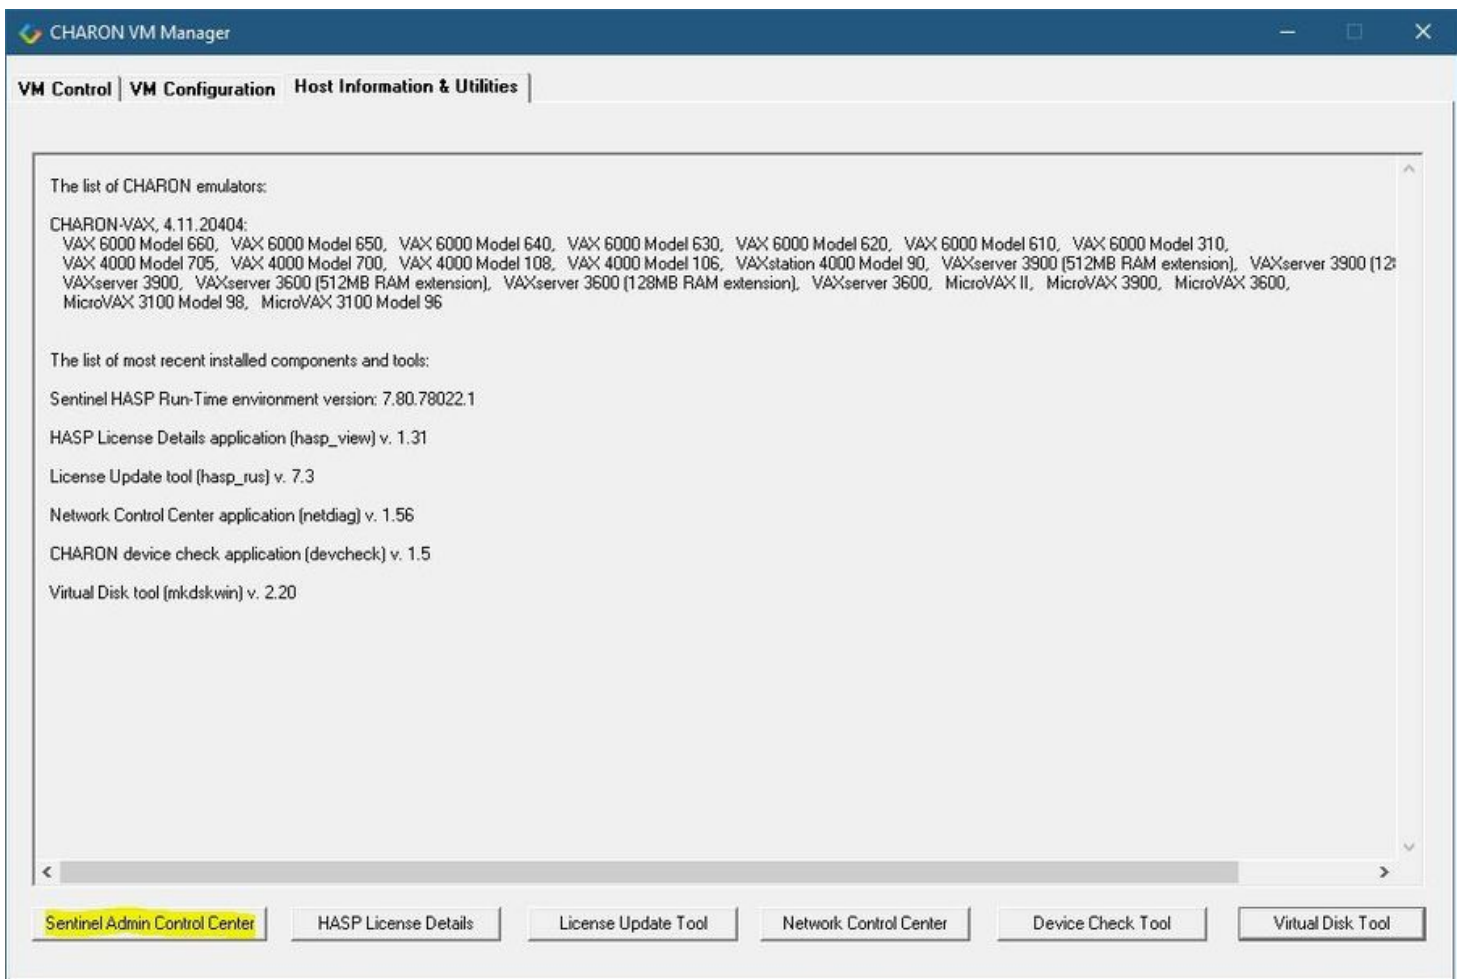 CHARON VM Manager
VM Control VM Configuration Host Information & Utilities
The list of CHARON emulators:
CHARON-VAX, 4.11.20404:
VAX 6000 Model 660, VAX 6000 Model 650, VAX 6000 Model 640, VAX 6000 Model 630, VAX 6000 Model 620, VAX 6000 Model 610, VAX 6000 Model 310,
VAX 4000 Model 705, VAX 4000 Model 700, VAX 4000 Model 108, VAX 4000 Model 106, VAXstation 4000 Model 90, VAXserver 3900 (512MB RAM extension), VAXserver 3900 (128
VAXserver 3900, VAXserver 3600 (512MB RAM extension), VAXserver 3600 (128MB RAM extension), VAXserver 3600, MicroVAX II, MicroVAX 3900, MicroVAX 3600,
MicroVAX 3100 Model 98, MicroVAX 3100 Model 96
The list of most recent installed components and tools:
Sentinel HASP Run-Time environment version: 7.80.78022.1
HASP License Details application (hasp_view) v. 1.31
License Update tool (hasp_rus) v. 7.3
Network Control Center application (netdiag) v. 1.56
CHARON device check application (devcheck) v. 1.5
Virtual Disk tool (mkdskwin) v. 2.20
Sentinel Admin Control Center HASP License Details License Update Tool Network Control Center Device Check Tool Virtual Disk Tool